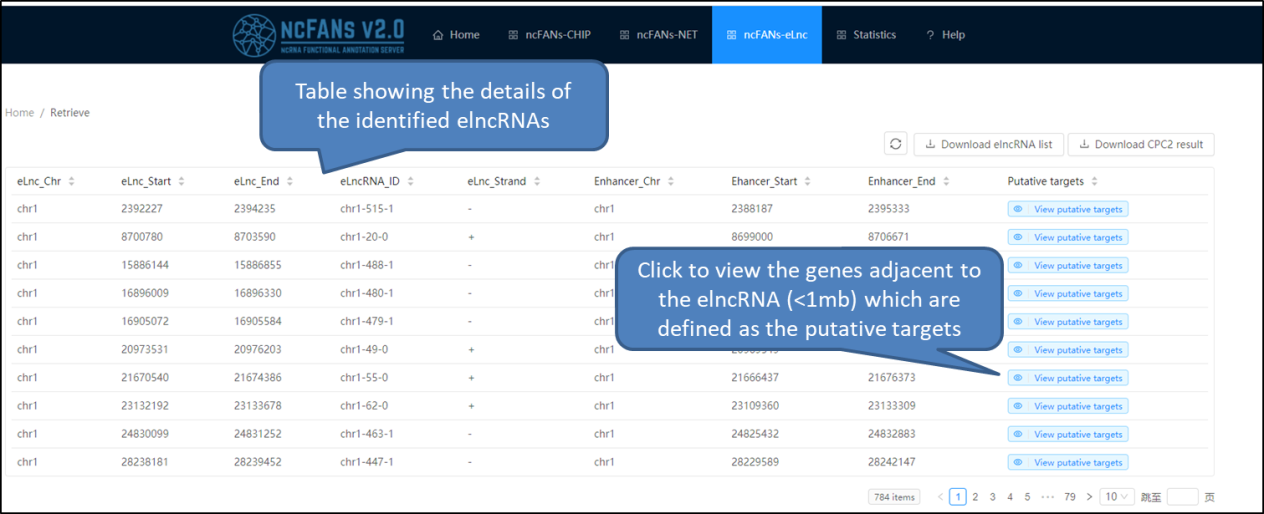 NCFANS V2.0
NCRNA FUNCTIONAL ANNOTATION SERVER
Home
ncFANs-CHIP
ncFANs-NET
ncFANs-eLnc
Statistics
? Help
Table showing the details of
the identified elncRNAs
Home / Retrieve
Download elncRNA list
Download CPC2 result
eLnc_Chr eLnc_Start eLnc_End eLncRNA_ID eLnc_Strand Enhancer_Chr Ehancer_Start Enhancer_End Putative targets
chr1 2392227 2394235 chr1-515-1 - chr1 2388187 2395333 View putative targets
chr1 8700780 8703590 chr1-20-0 + chr1 8699000 8706671 View putative targets
chr1 15886144 15886855 chr1-488-1 - chr1 View putative targets
chr1 16896009 16896330 chr1-480-1 - chr1 View putative targets
chr1 16905072 16905584 chr1-479-1 - chr1 View putative targets
chr1 20973531 20976203 chr1-49-0 + chr1 View putative targets
chr1 21670540 21674386 chr1-55-0 + chr1 21666437 21676373 View putative targets
chr1 23132192 23133678 chr1-62-0 + chr1 23109360 23133309 View putative targets
chr1 24830099 24831252 chr1-463-1 - chr1 24825432 24832883 View putative targets
chr1 28238181 28239452 chr1-447-1 - chr1 28229589 28242147 View putative targets
Click to view the genes adjacent to
the elncRNA (<1mb) which are
defined as the putative targets
784 items < 1 2 3 4 5 ••• 79 > 10 跳至 页